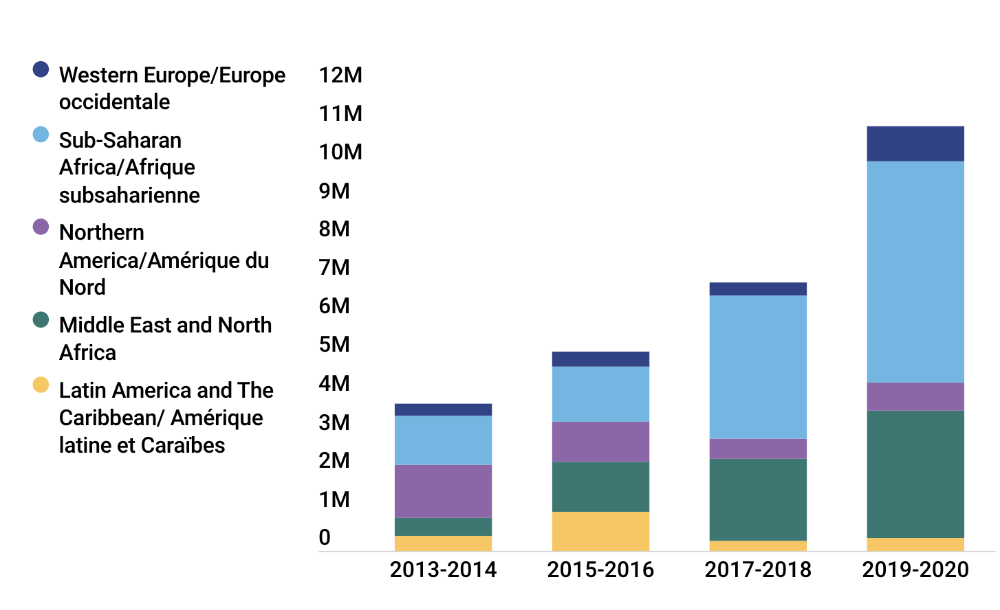 Western Europe/Europe
occidentale
Sub-Saharan
Africa/Afrique
subsaharienne
Northern
America/Amérique du
Nord
Middle East and North
Africa
Latin America and The
Caribbean/ Amérique
latine et Caraïbes
12M
11M
10M
9M
8M
7M
6M
5M
4M
3M
2M
1M
0
2013-2014 2015-2016 2017-2018 2019-2020